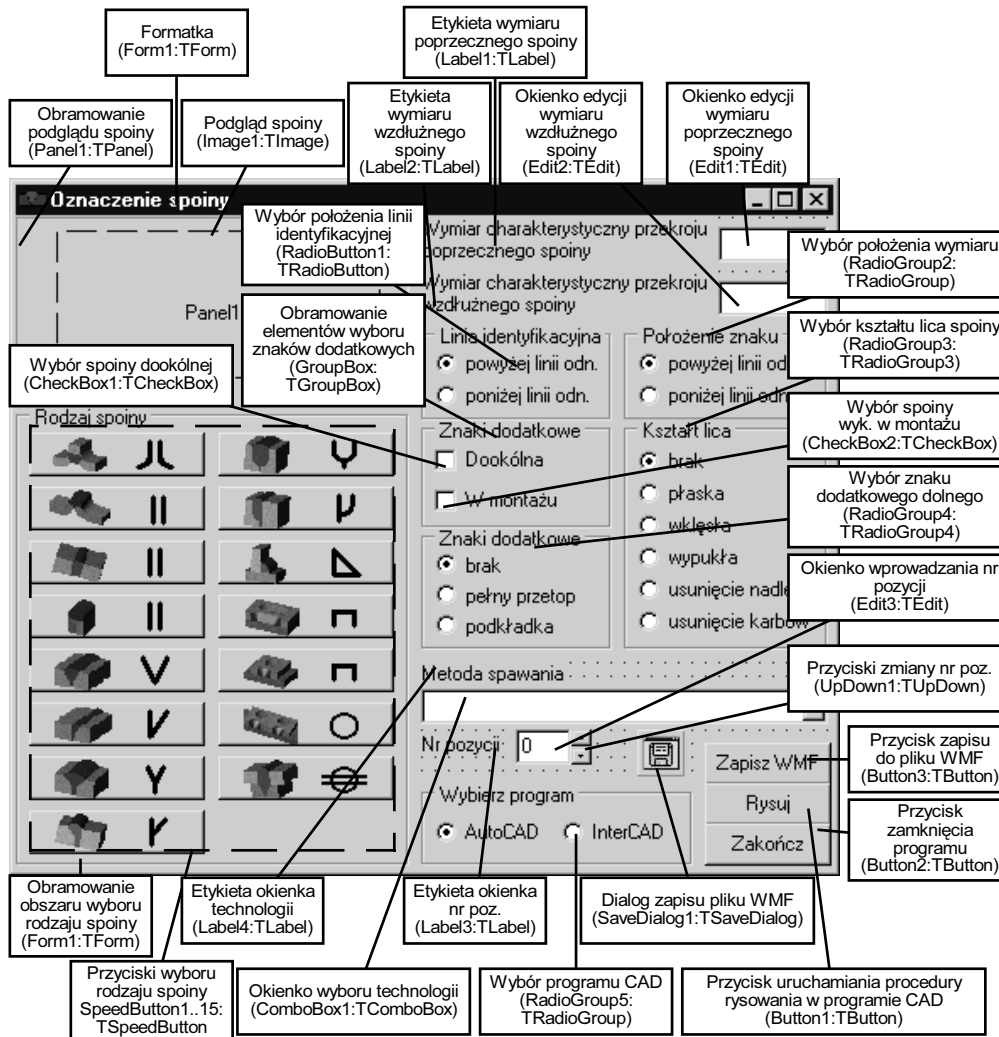 Formatka
(Form1:TForm)
Etykieta wymiaru
poprzecznego spoiny
(Label1:TLabel)
Obramowanie
podglądu spoiny
(Panel1:TPanel)
Podgląd spoiny
(Image1:TImage)
Etykieta
wymiaru
wzdłużnego
spoiny
(Label2:TLabel)
Okienko edycji
wymiaru
wzdłużnego
spoiny
(Edit2:TEdit)
Okienko edycji
wymiaru
poprzecznego
spoiny
(Edit1:TEdit)
Oznaczenie spoiny
Wybór położenia linii
identyfikacyjnej
(RadioButton1:
TRadioButton)
Wymiar charakterystyczny przekroju
poprzecznego spoiny
Wymiar charakterystyczny przekroju
wzdłużnego spoiny
Wybór położenia wymiaru
(RadioGroup2:
TRadioGroup)
Panel1
Obramowanie
elementów wyboru
znaków dodatkowych
(GroupBox:
TGroupBox)
Linia identyfikacyjna
powyżej linii odn.
poniżej linii odn.
Położenie znaku
powyżej linii od
poniżej linii odn
Wybór kształtu lica spoiny
(RadioGroup3:
TRadioGroup3)
Wybór spoiny dookólnej
(CheckBox1:TCheckBox)
Rodzaj spoiny
Znaki dodatkowe
Dookólna
W montażu
Kształt lica
brak
płaska
wklęsła
wypukła
usunięcie nadle
usunięcie karbów
Wybór spoiny
wyk. w montażu
(CheckBox2:TCheckBox)
Wybór znaku
dodatkowego dolnego
(RadioGroup4:
TRadioGroup4)
Znaki dodatkowe
brak
pełny przetop
podkładka
Okienko wprowadzania nr
pozycji
(Edit3:TEdit)
Metoda spawania
Przyciski zmiany nr poz.
(UpDown1:TUpDown)
Nr pozycji:
0
Zapisz WMF
Rysuj
Zakończ
Przycisk zapisu
do pliku WMF
(Button3:TButton)
Wybierz program
AutoCAD
InterCAD
Przycisk
zamknięcia
programu
(Button2:TButton)
Obramowanie
obszaru wyboru
rodzaju spoiny
(Form1:TForm)
Etykieta okienka
technologii
(Label4:TLabel)
Etykieta okienka
nr poz.
(Label3:TLabel)
Dialog zapisu pliku WMF
(SaveDialog1:TSaveDialog)
Przyciski wyboru
rodzaju spoiny
SpeedButton1..15:
TSpeedButton
Okienko wyboru technologii
(ComboBox1:TComboBox)
Wybór programu CAD
(RadioGroup5:
TRadioGroup)
Przycisk uruchamiania procedury
rysowania w programie CAD
(Button1:TButton)